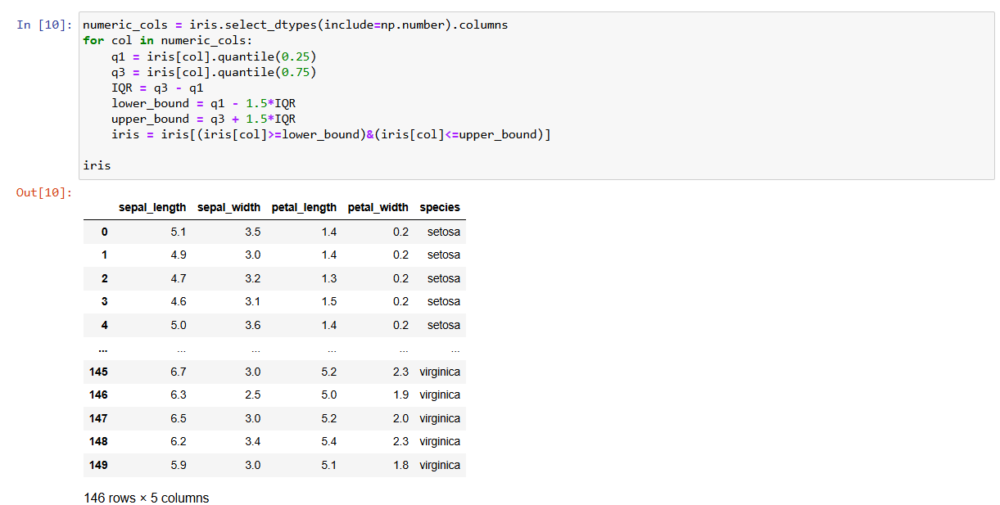 In [10]: numeric_cols = iris.select_dtypes(include=np.number).columns
for col in numeric_cols:
    q1 = iris[col].quantile(0.25)
    q3 = iris[col].quantile(0.75)
    IQR = q3 - q1
    lower_bound = q1 - 1.5*IQR
    upper_bound = q3 + 1.5*IQR
    iris = iris[(iris[col]>=lower_bound)&(iris[col]<=upper_bound)]
iris
Out[10]:
sepal_length sepal_width petal_length petal_width species
0 5.1 3.5 1.4 0.2 setosa
1 4.9 3.0 1.4 0.2 setosa
2 4.7 3.2 1.3 0.2 setosa
3 4.6 3.1 1.5 0.2 setosa
4 5.0 3.6 1.4 0.2 setosa
... ... ... ... ... ...
145 6.7 3.0 5.2 2.3 virginica
146 6.3 2.5 5.0 1.9 virginica
147 6.5 3.0 5.2 2.0 virginica
148 6.2 3.4 5.4 2.3 virginica
149 5.9 3.0 5.1 1.8 virginica
146 rows × 5 columns